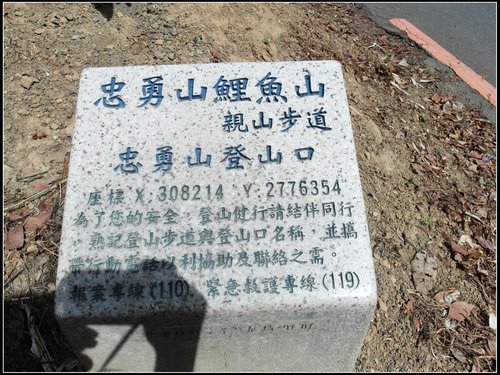 忠勇山鯉魚山
親山步道
忠勇山登山口
座標 X:308214 Y:2776354
為了您的安全,登山健行請結伴同行
,熟記登山步道與登山口名稱,並攜
帶行動電話以利協助及聯絡之需。
報案專線(110) 緊急救護專線(119)